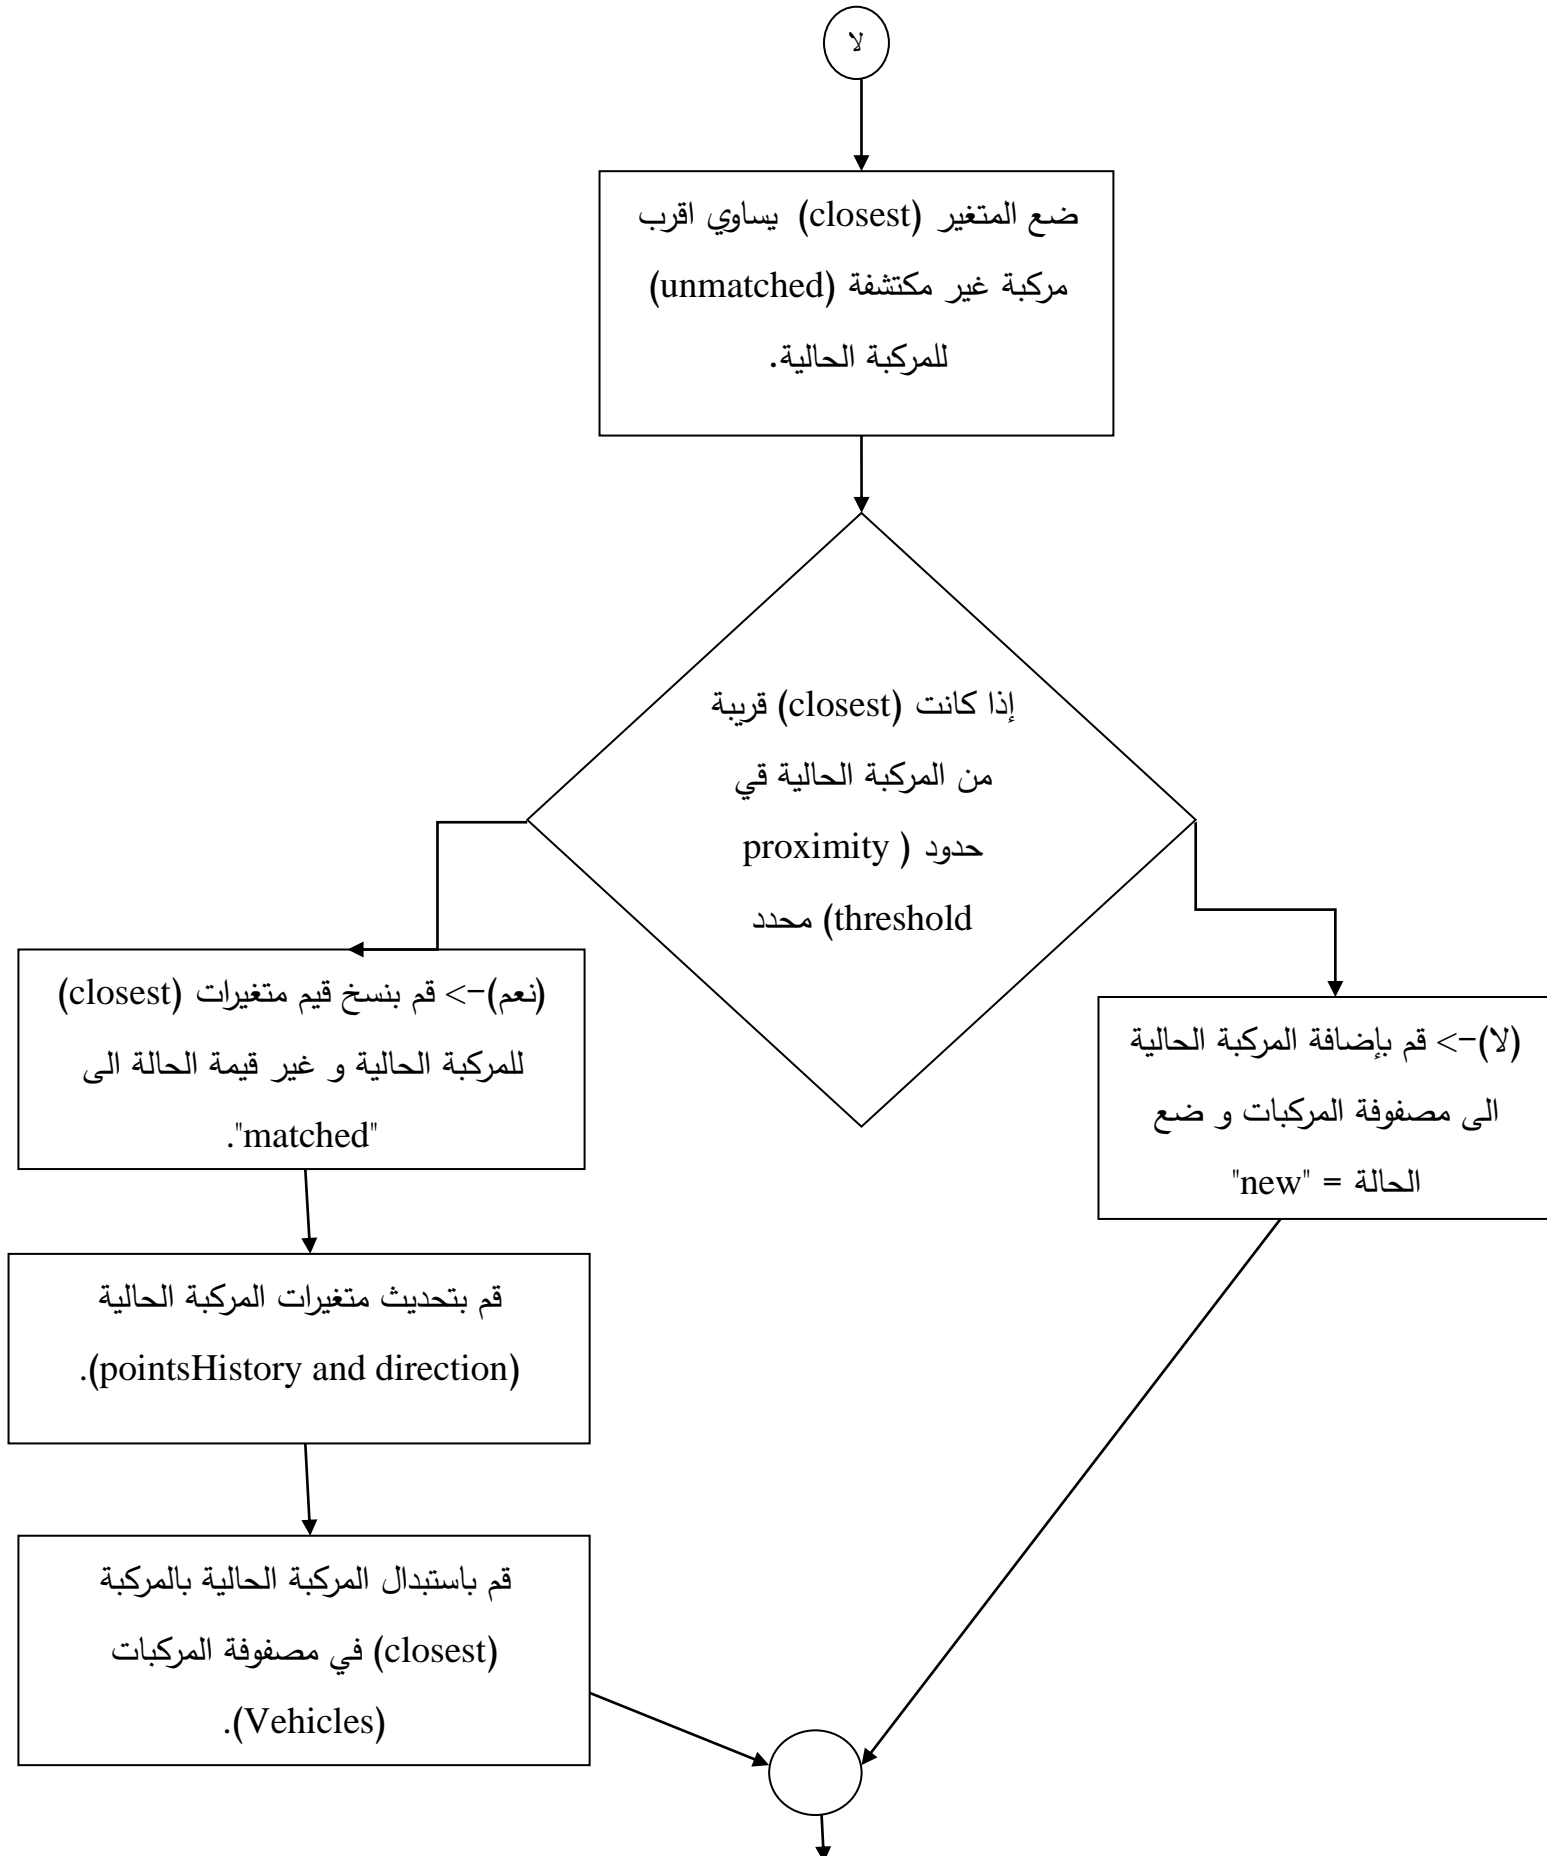 لا
ضع المتغير (closest) يساوي اقرب
مركبة غير مكتشفة (unmatched)
للمركبة الحالية.
إذا كانت (closest) قريبة
من المركبة الحالية قي
حدود ( proximity
threshold) محدد
(نعم)-> قم بنسخ قيم متغيرات (closest)
للمركبة الحالية و غير قيمة الحالة الى
"matched".
(لا)-> قم بإضافة المركبة الحالية
الى مصفوفة المركبات و ضع
الحالة = "new"
قم بتحديث متغيرات المركبة الحالية
(pointsHistory and direction).
قم باستبدال المركبة الحالية بالمركبة
(closest) في مصفوفة المركبات
(Vehicles).